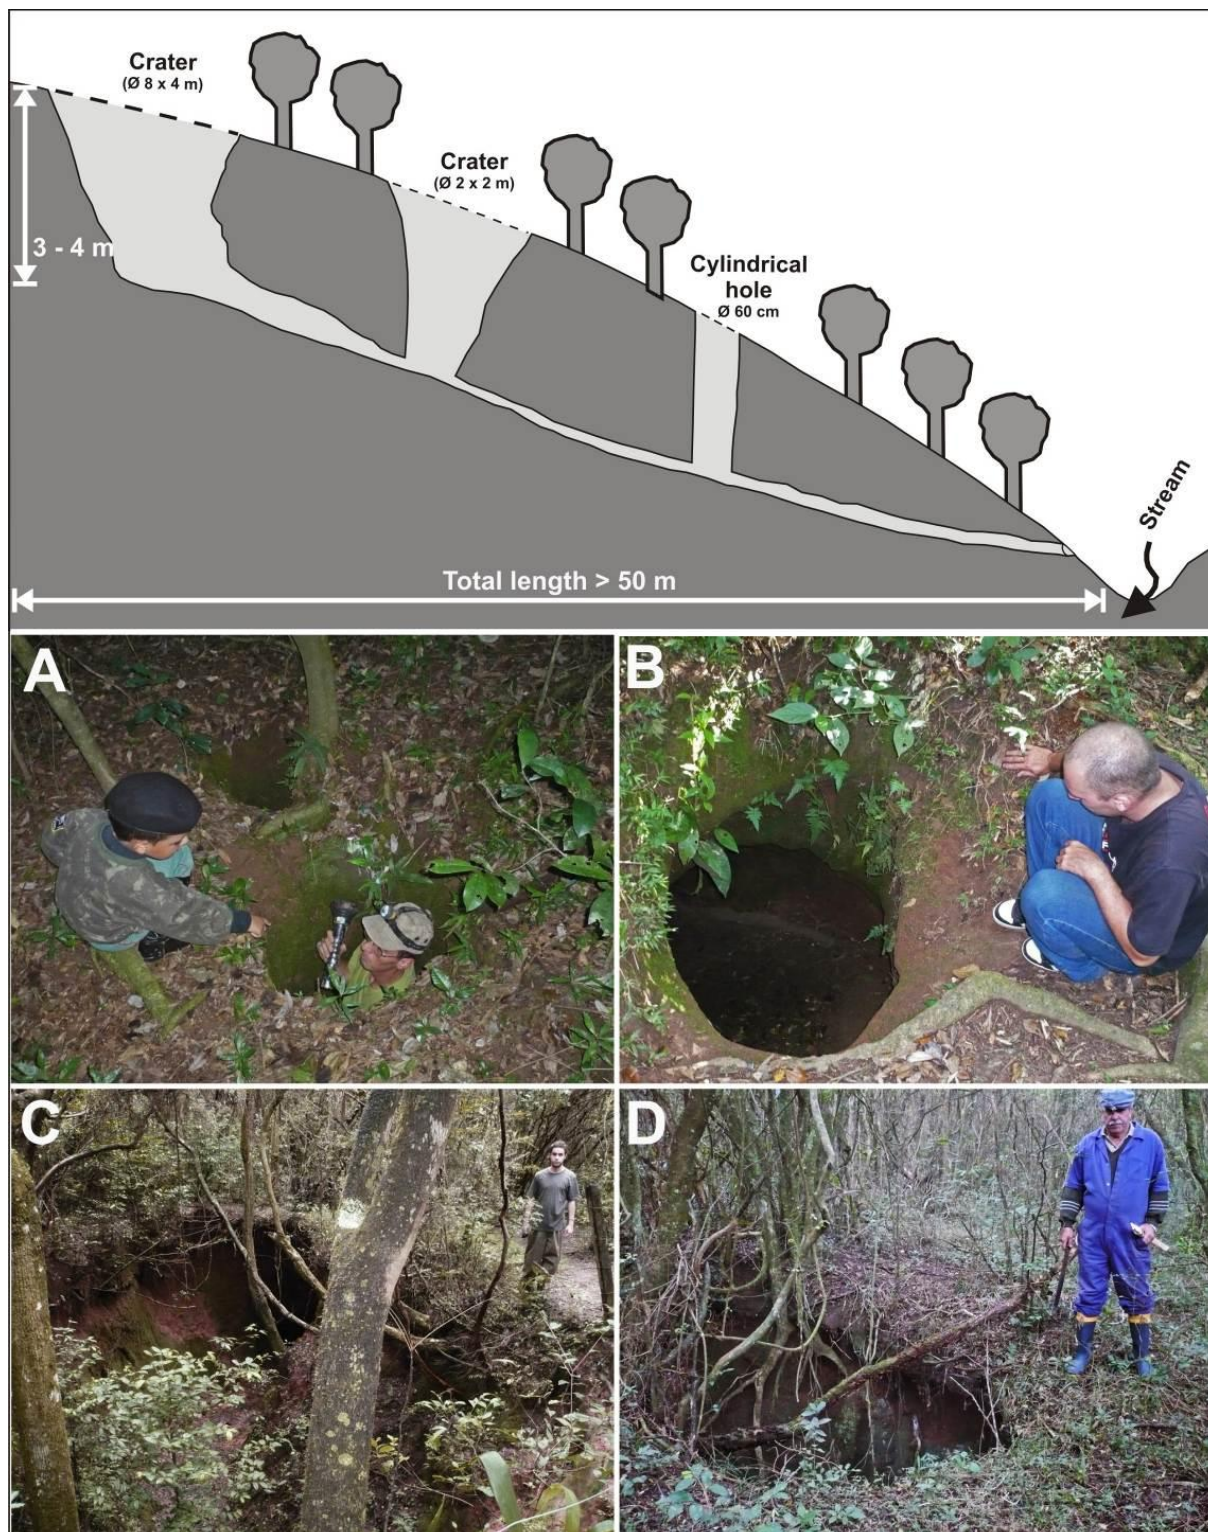 Crater
(Ø 8 x 4 m)
Crater
(Ø 2 x 2 m)
3 - 4 m
Cylindrical
hole
Ø 60 cm
Stream
Total length > 50 m
A
B
C
D